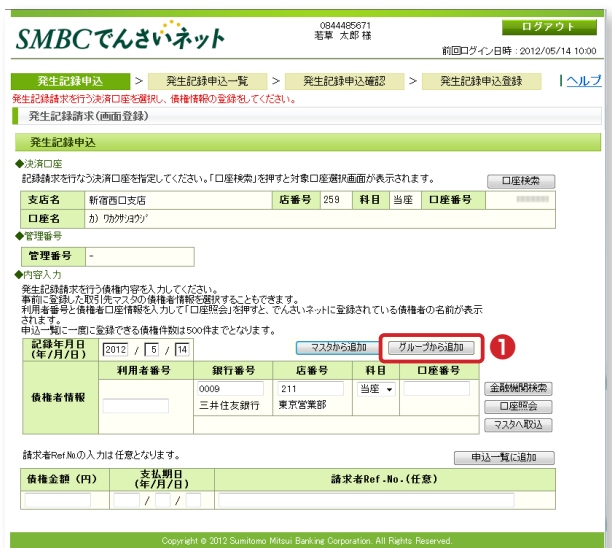 SMBCでんさいネット
0844485671
若草 太郎 様
ログアウト
前回ログイン日時：2012/05/14 10:00
発生記録申込 > 発生記録申込一覧 > 発生記録申込確認 > 発生記録申込登録 ヘルプ
発生記録請求を行う決済口座を選択し、債権情報の登録をしてください。
発生記録請求(画面登録)
発生記録申込
◆決済口座
記録請求を行なう決済口座を指定してください。「口座検索」を押すと対象口座選択画面が表示されます。 口座検索
支店名 新宿西口支店 店番号 259 科目 当座 口座番号
口座名 カ) ワカクサシヨウジ
◆管理番号
管理番号 -
◆内容入力
発生記録請求を行う債権内容を入力してください。
事前に登録した取引先マスタの債権者情報を選択することもできます。
利用者番号と債権者口座情報を入力して「口座照会」を押すと、でんさいネットに登録されている債権者の名前が表示
されます。
申込一覧に一度に登録できる債権件数は500件までとなります。
マスタから追加 グループから追加 1
記録年月日
(年/月/日) 2012 / 5 / 14
利用者番号 銀行番号 店番号 科目 口座番号
債権者情報 0009 211 当座 金融機関検索
三井住友銀行 東京営業部 口座照会
マスタへ取込
請求者Ref.No.の入力は任意となります。 申込一覧に追加
債権金額（円） 支払期日
(年/月/日) 請求者Ref.No.(任意)
/ /
Copyright © 2012 Sumitomo Mitsui Banking Corporation. All Rights Reserved.